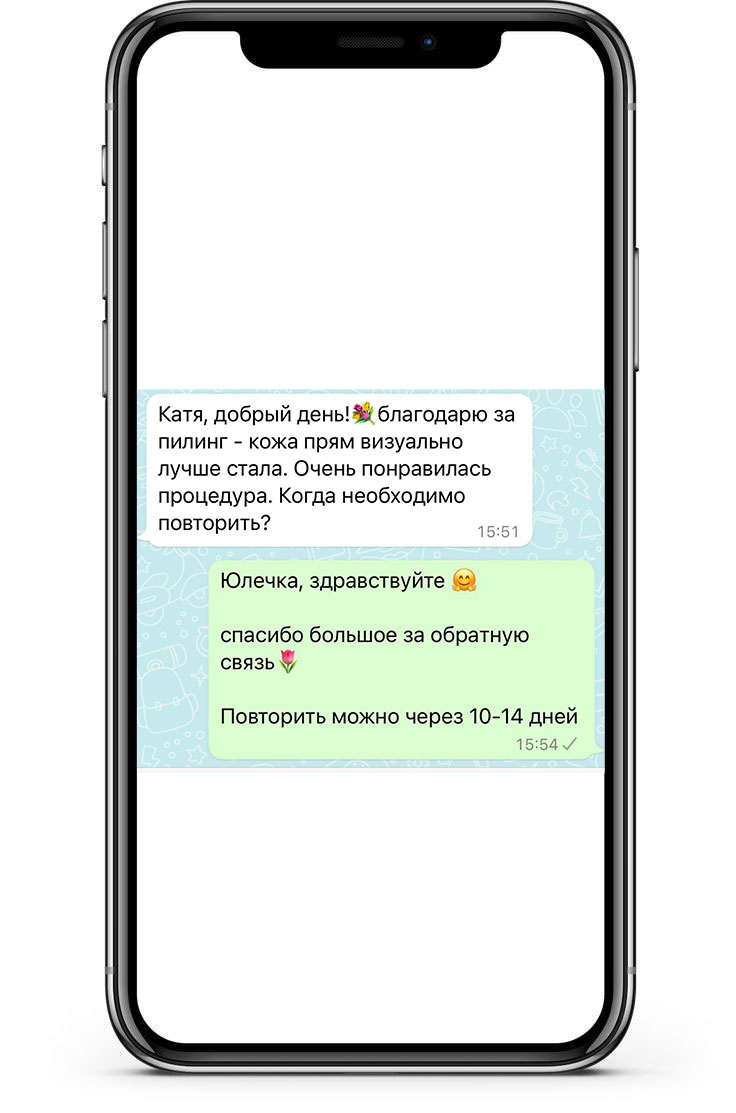 Катя, добрый день!💐благодарю за
пилинг - кожа прям визуально
лучше стала. Очень понравилась
процедура. Когда необходимо
повторить?
15:51
Юлечка, здравствуйте 🤗
спасибо большое за обратную
связь🌷
Повторить можно через 10-14 дней
15:54